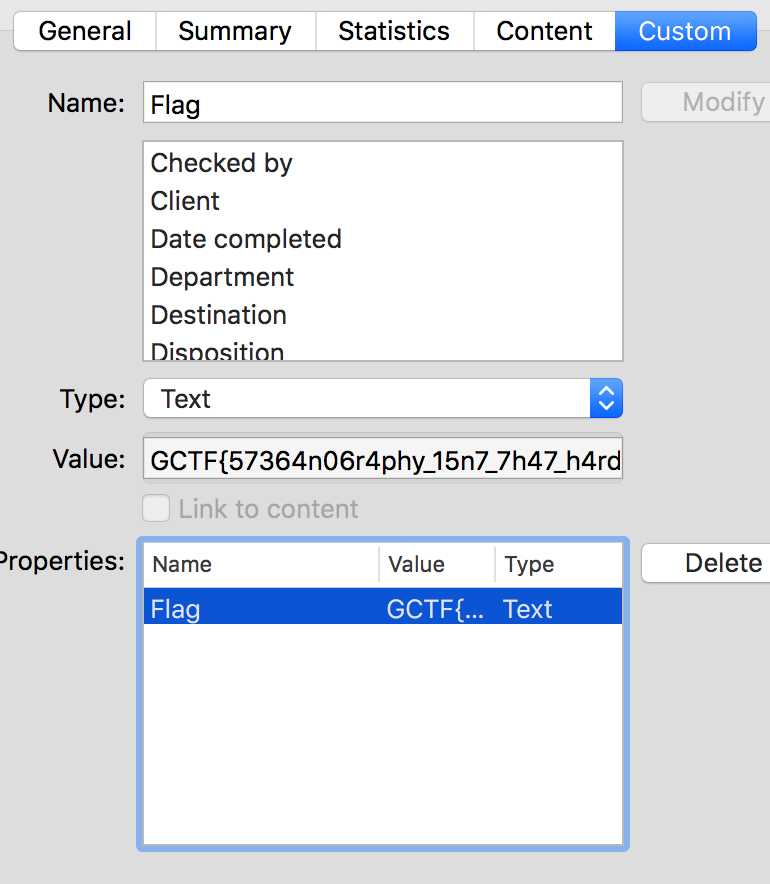 General Summary Statistics Content Custom
Name: Flag Modify
Checked by
Client
Date completed
Department
Destination
Disposition
Type: Text
Value: GCTF{57364n06r4phy_15n7_7h47_h4rd
Link to content
Properties: Name Value Type Delete
Flag GCTF{... Text